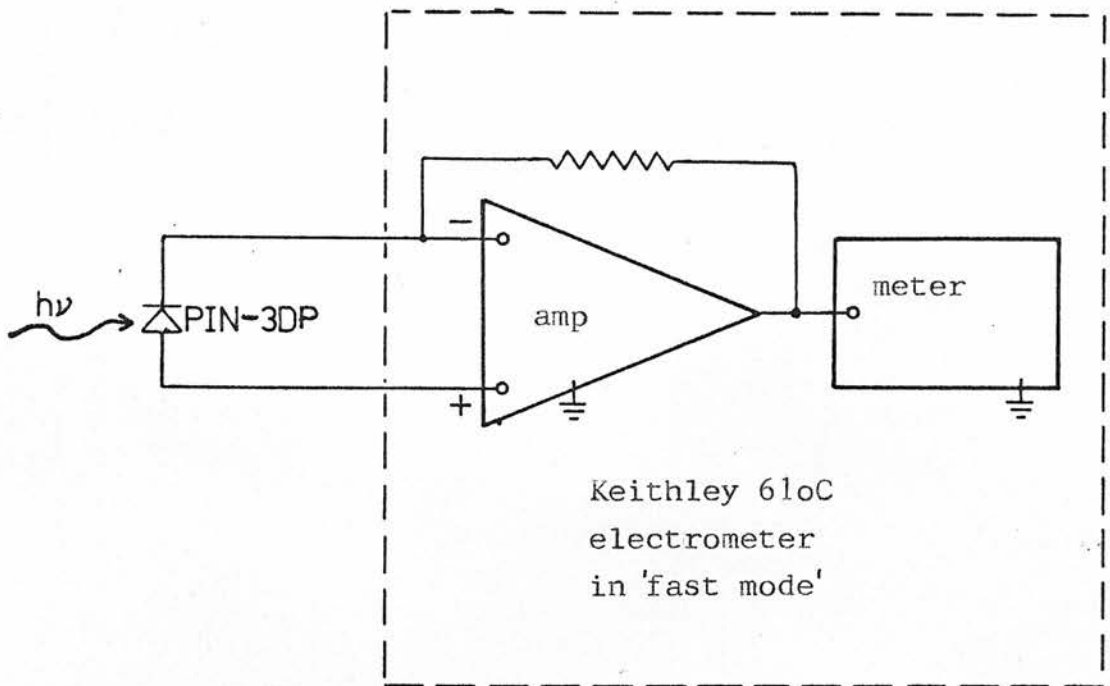 hν
PIN-3DP
−
+
amp
meter
Keithley 61oC
electrometer
in 'fast mode'